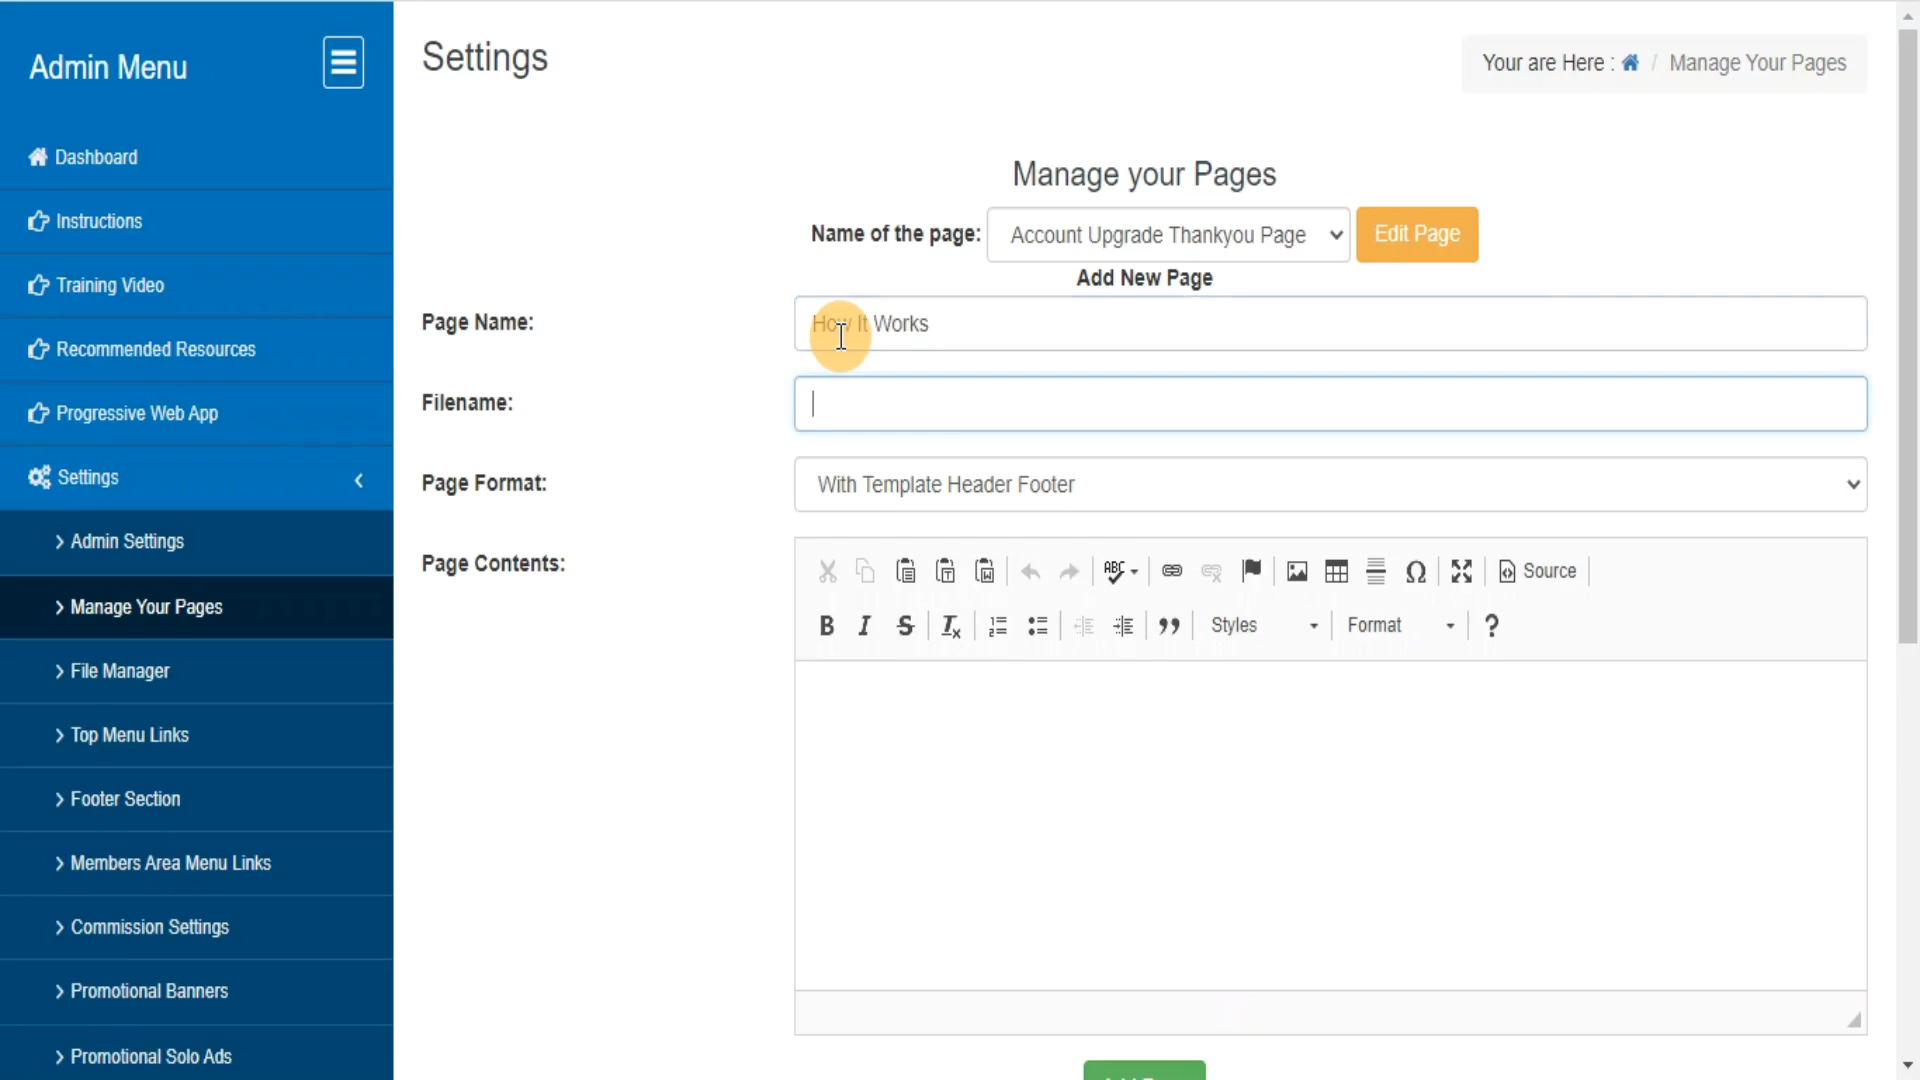 Admin Menu
Dashboard
Instructions
Training Video
Recommended Resources
Progressive Web App
Settings
Admin Settings
Manage Your Pages
File Manager
Top Menu Links
Footer Section
Members Area Menu Links
Commission Settings
Promotional Banners
Promotional Solo Ads
Settings
Your are Here : / Manage Your Pages
Manage your Pages
Name of the page: Account Upgrade Thankyou Page Edit Page
Add New Page
Page Name: How It Works
Filename:
Page Format: With Template Header Footer
Page Contents:
ABC Ω Source
B I S Ix Styles Format ?